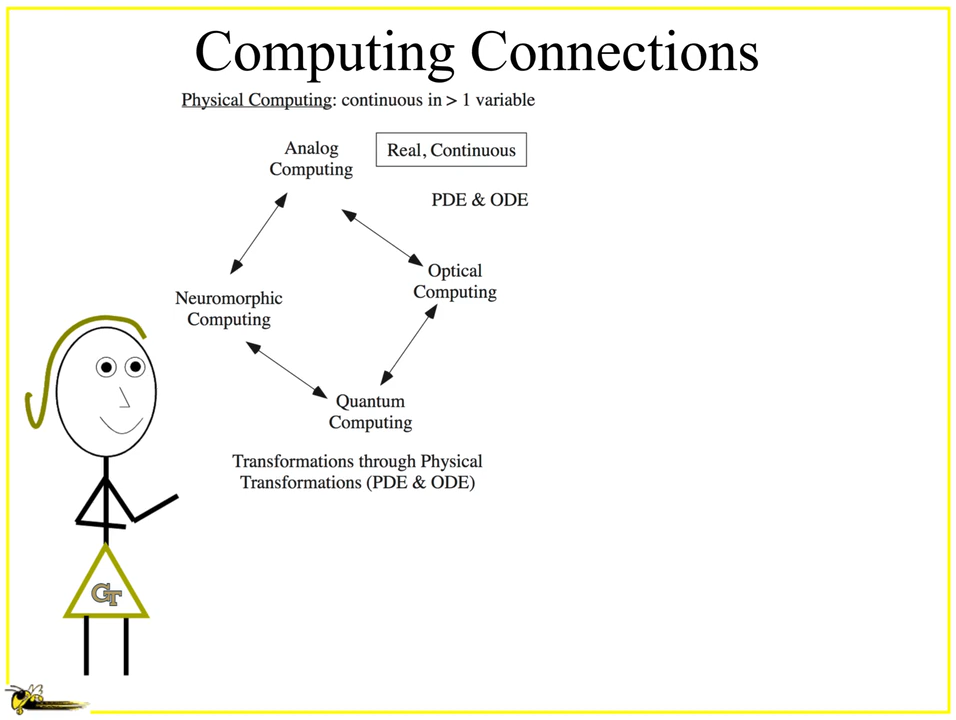 Computing Connections
Physical Computing: continuous in > 1 variable
Analog
Computing
Real, Continuous
PDE & ODE
Optical
Computing
Neuromorphic
Computing
Quantum
Computing
Transformations through Physical
Transformations (PDE & ODE)
GT